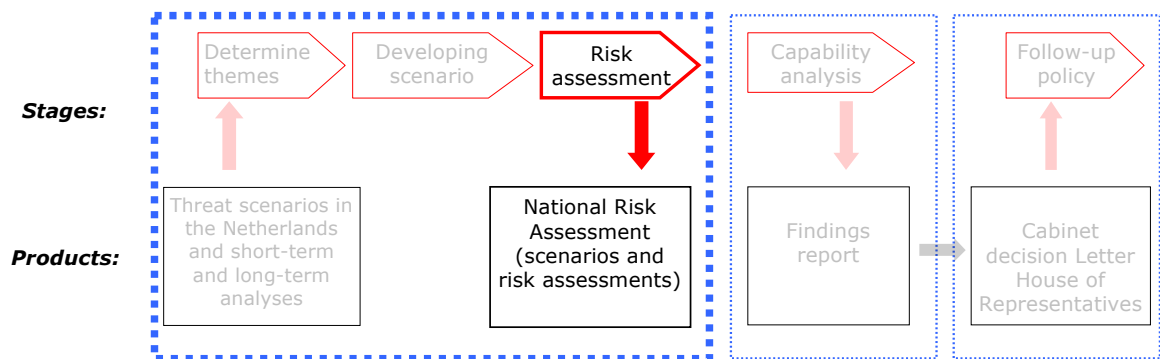 Stages:
Determine
themes
Developing
scenario
Risk
assessment
Capability
analysis
Follow-up
policy
Products:
Threat scenarios in
the Netherlands
and short-term
and long-term
analyses
National Risk
Assessment
(scenarios and
risk assessments)
Findings
report
Cabinet
decision Letter
House of
Representatives